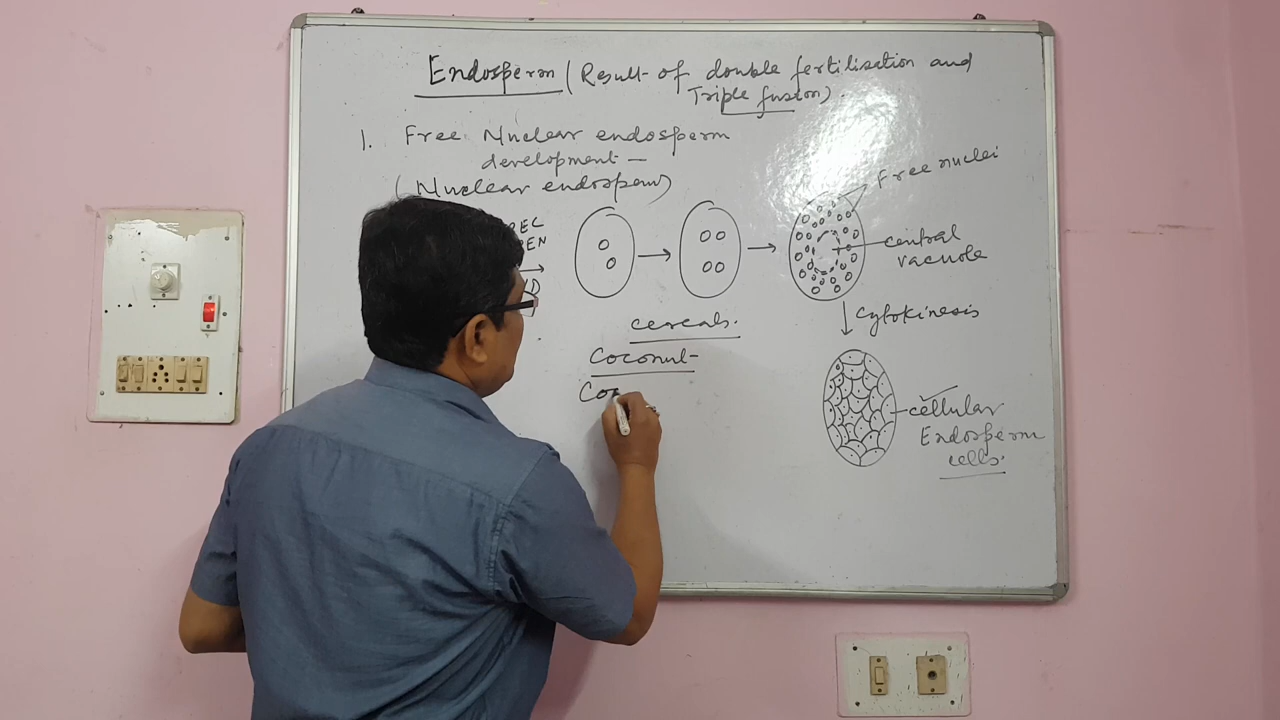 Endosperm (Result of double fertilisation and
Triple fusion).
1. Free Nuclear endosperm
development —
(Nuclear endosperm)
Free nuclei
central
vacuole
cytokinesis
cereals.
Coconut
cellular
Endosperm
cells.